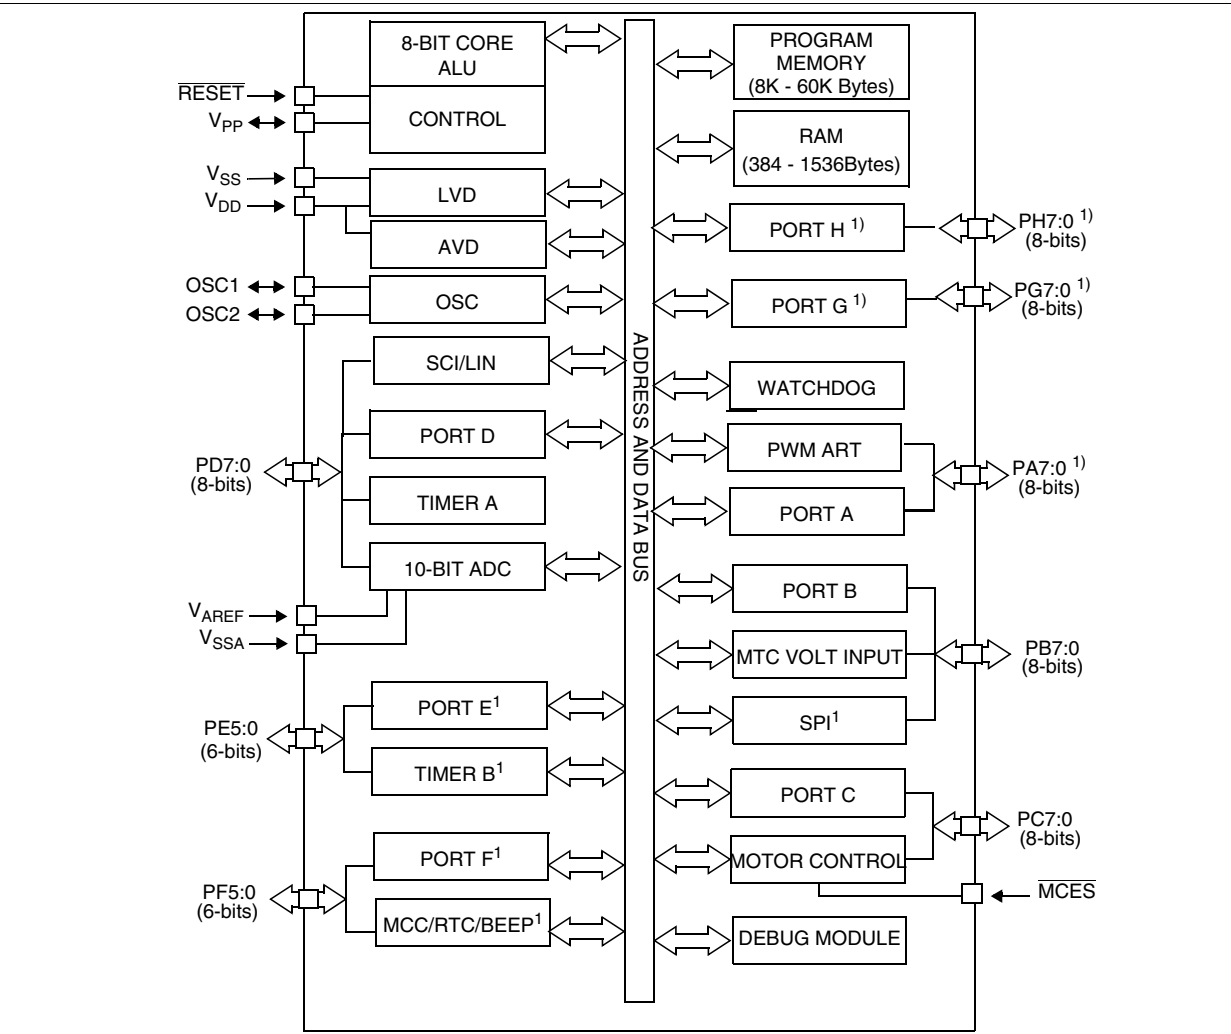 8-BIT CORE
ALU
CONTROL
RESET
VPP
VSS
VDD
LVD
AVD
OSC1
OSC2
OSC
SCI/LIN
PORT D
PD7:0
(8-bits)
TIMER A
10-BIT ADC
VAREF
VSSA
PORT E1
PE5:0
(6-bits)
TIMER B1
PORT F1
PF5:0
(6-bits)
MCC/RTC/BEEP1
ADDRESS AND DATA BUS
PROGRAM
MEMORY
(8K - 60K Bytes)
RAM
(384 - 1536Bytes)
PORT H 1)
PH7:0 1)
(8-bits)
PORT G 1)
PG7:0 1)
(8-bits)
WATCHDOG
PWM ART
PA7:0 1)
(8-bits)
PORT A
PORT B
MTC VOLT INPUT
PB7:0
(8-bits)
SPI1
PORT C
PC7:0
(8-bits)
MOTOR CONTROL
MCES
DEBUG MODULE